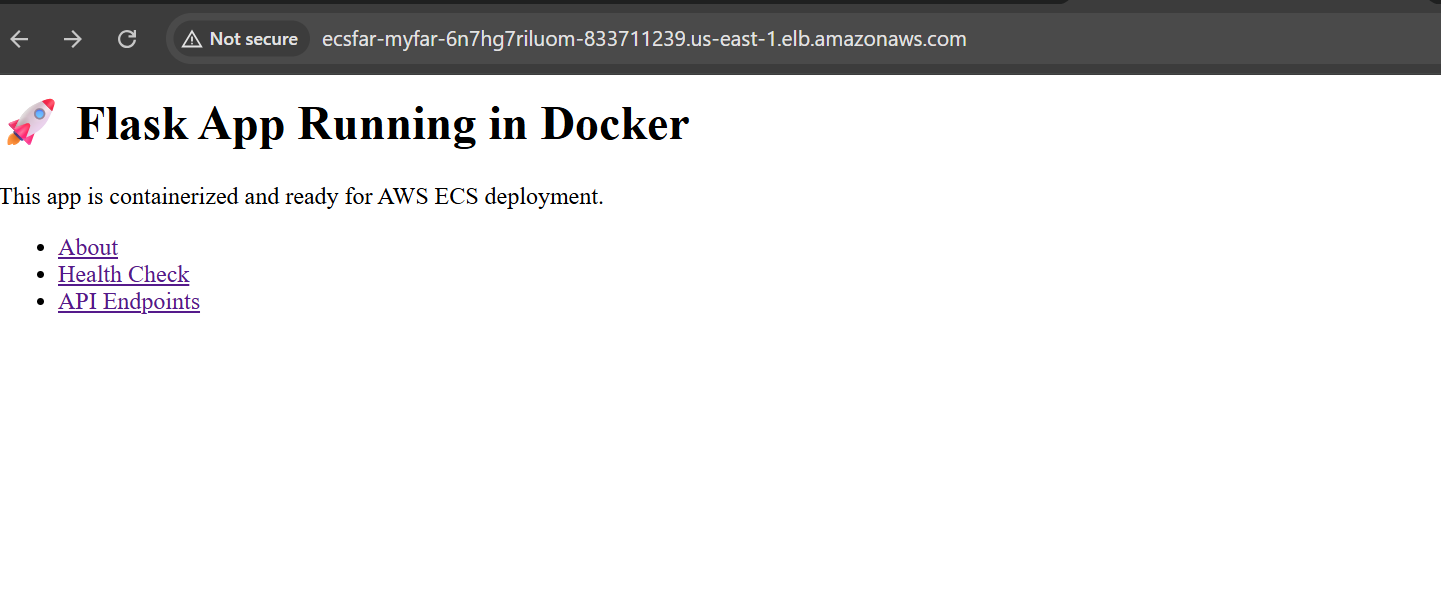 Not secure ecsfar-myfar-6n7hg7riluom-833711239.us-east-1.elb.amazonaws.com
🚀 Flask App Running in Docker
This app is containerized and ready for AWS ECS deployment.
• About
• Health Check
• API Endpoints